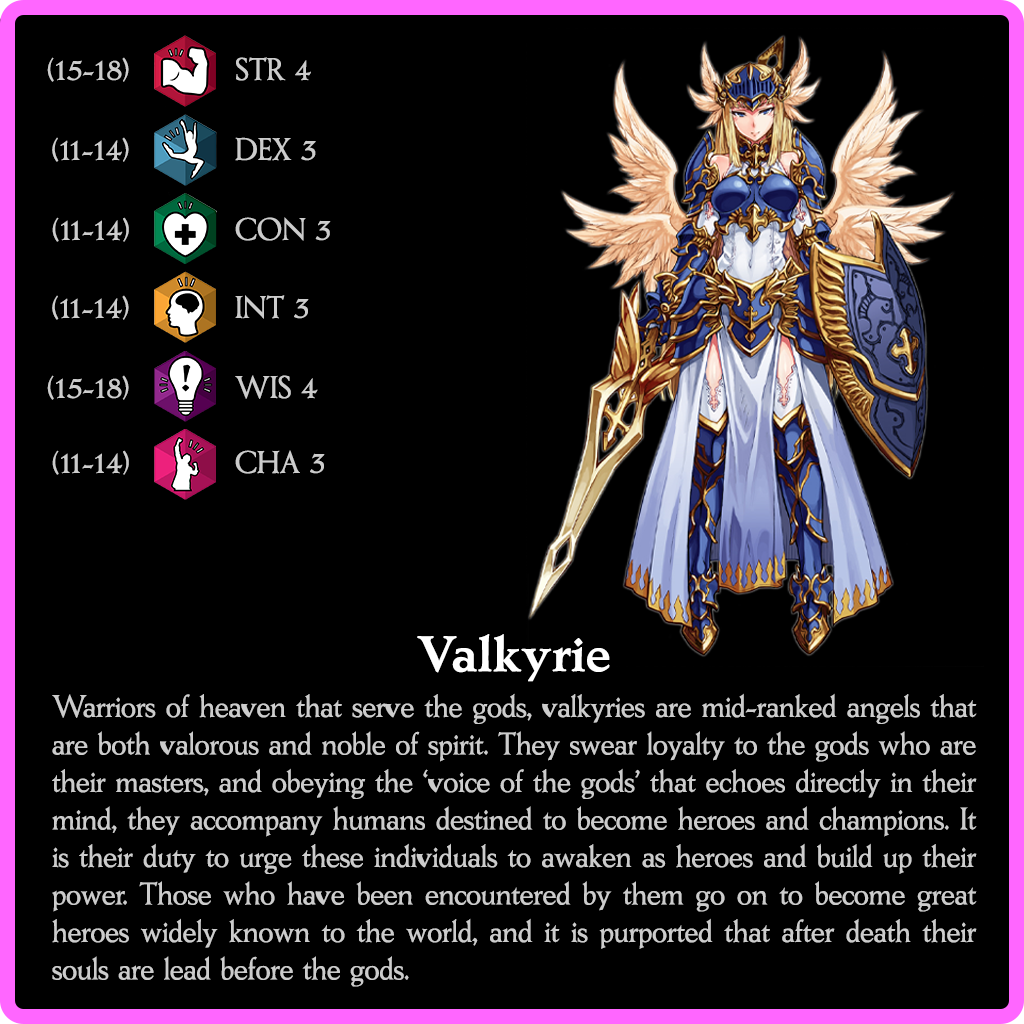 (15-18) STR 4
(11-14) DEX 3
(11-14) CON 3
(11-14) INT 3
(15-18) WIS 4
(11-14) CHA 3
Valkyrie
Warriors of heaven that serve the gods, valkyries are mid-ranked angels that
are both valorous and noble of spirit. They swear loyalty to the gods who are
their masters, and obeying the ‘voice of the gods’ that echoes directly in their
mind, they accompany humans destined to become heroes and champions. It
is their duty to urge these individuals to awaken as heroes and build up their
power. Those who have been encountered by them go on to become great
heroes widely known to the world, and it is purported that after death their
souls are lead before the gods.